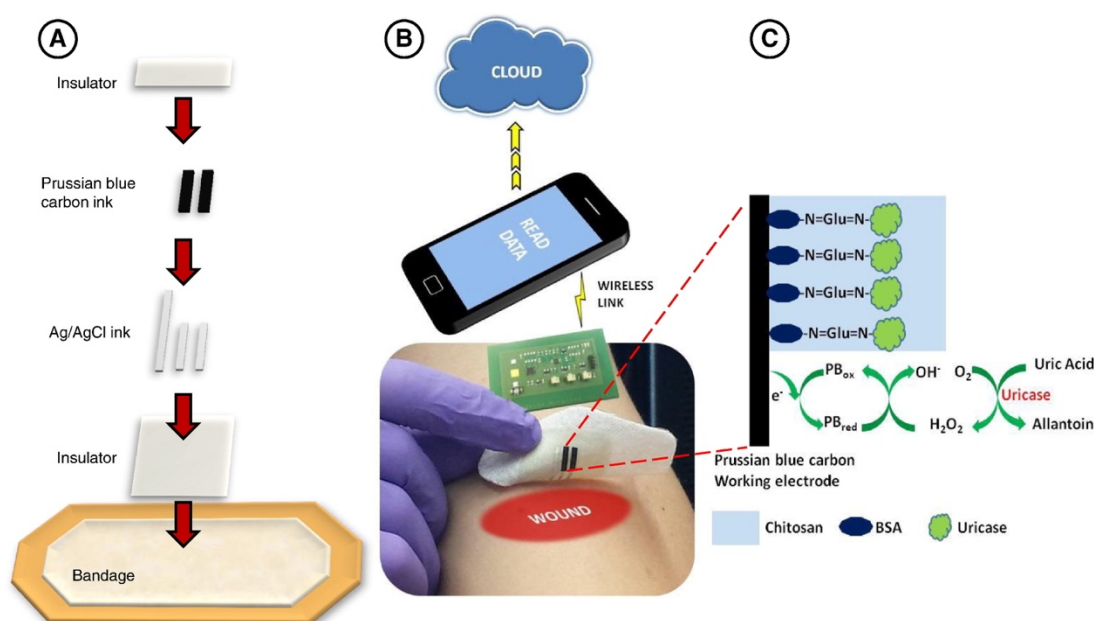 A
Insulator
Prussian blue
carbon ink
Ag/AgCl ink
Insulator
Bandage
B
CLOUD
READ
DATA
WIRELESS
LINK
WOUND
C
-N=Glu=N-
-N=Glu=N-
-N=Glu=N-
-N=Glu=N-
e-
PBox
OH-
O2
Uric Acid
Uricase
PBred
H2O2
Allantoin
Prussian blue carbon
Working electrode
Chitosan
BSA
Uricase